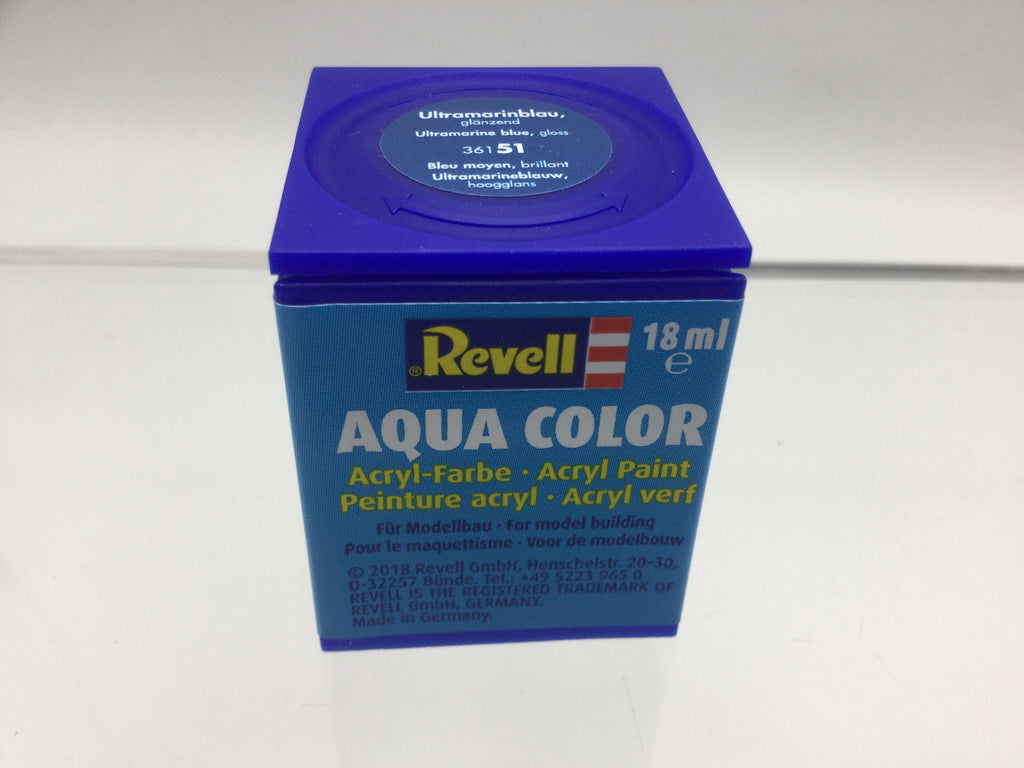 Ultramarinblau,
glänzend
Ultramarine blue, gloss
36151
Bleu moyen, brillant
Ultramarineblauw,
hoogglans
® Revell 18 ml
e
AQUA COLOR
Acryl-Farbe · Acryl Paint
Peinture acryl · Acryl verf
Für Modellbau · For model building
Pour le maquettisme · Voor de modelbouw
© 2018 Revell GmbH, Henschelstr. 20-30,
D-32257 Bünde. Tel.: +49 5223 965 0
REVELL IS THE REGISTERED TRADEMARK OF
REVELL GmbH, GERMANY.
Made in Germany.